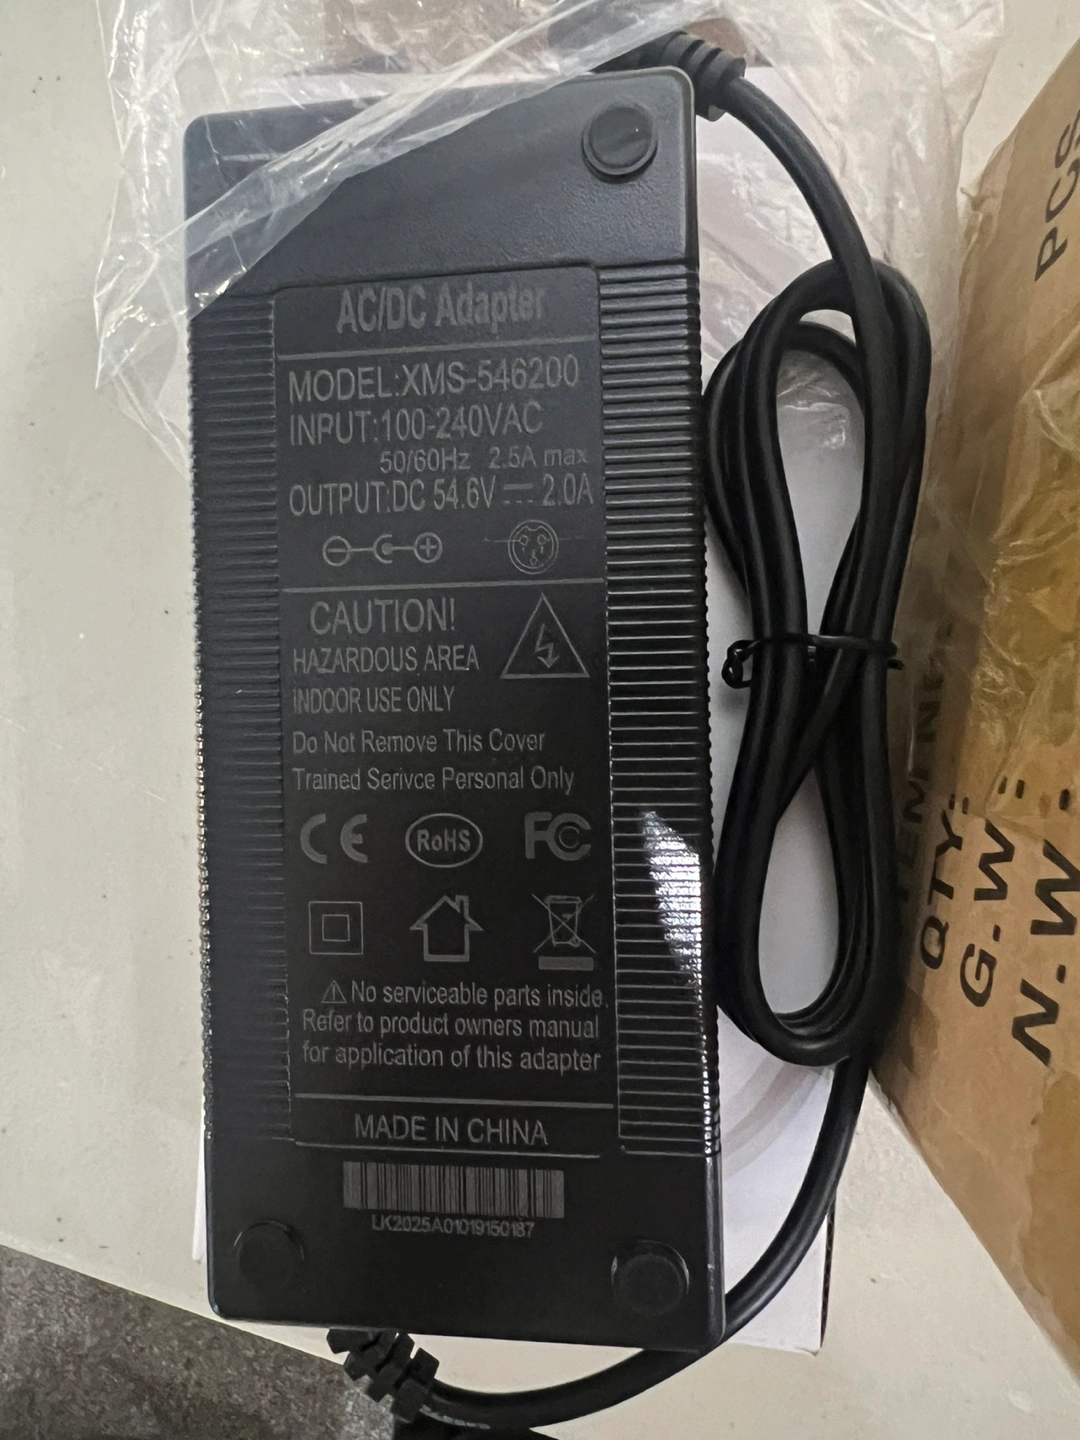 AC/DC Adapter
MODEL:XMS-546200
INPUT:100-240VAC
50/60Hz 2.5A max
OUTPUT:DC 54.6V 2.0A
CAUTION!
HAZARDOUS AREA
INDOOR USE ONLY
Do Not Remove This Cover
Trained Serivce Personal Only
CE RoHS FC
No serviceable parts inside.
Refer to product owners manual
for application of this adapter
MADE IN CHINA
LK2025A01019150187
PCS
QTY:
G.W:
N.W: